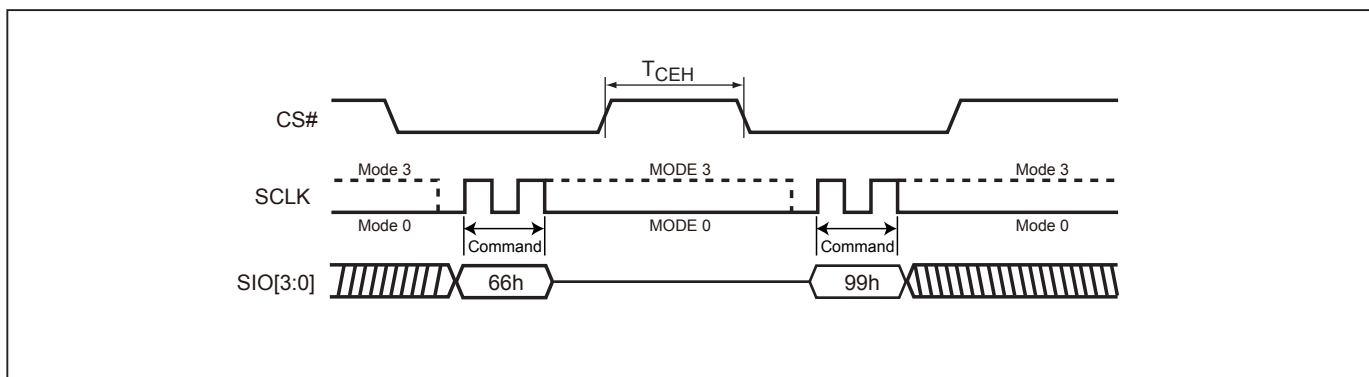 TCEH
CS#
Mode 3 MODE 3 Mode 3
SCLK
Mode 0 MODE 0 Mode 0
Command Command
SIO[3:0] 66h 99h